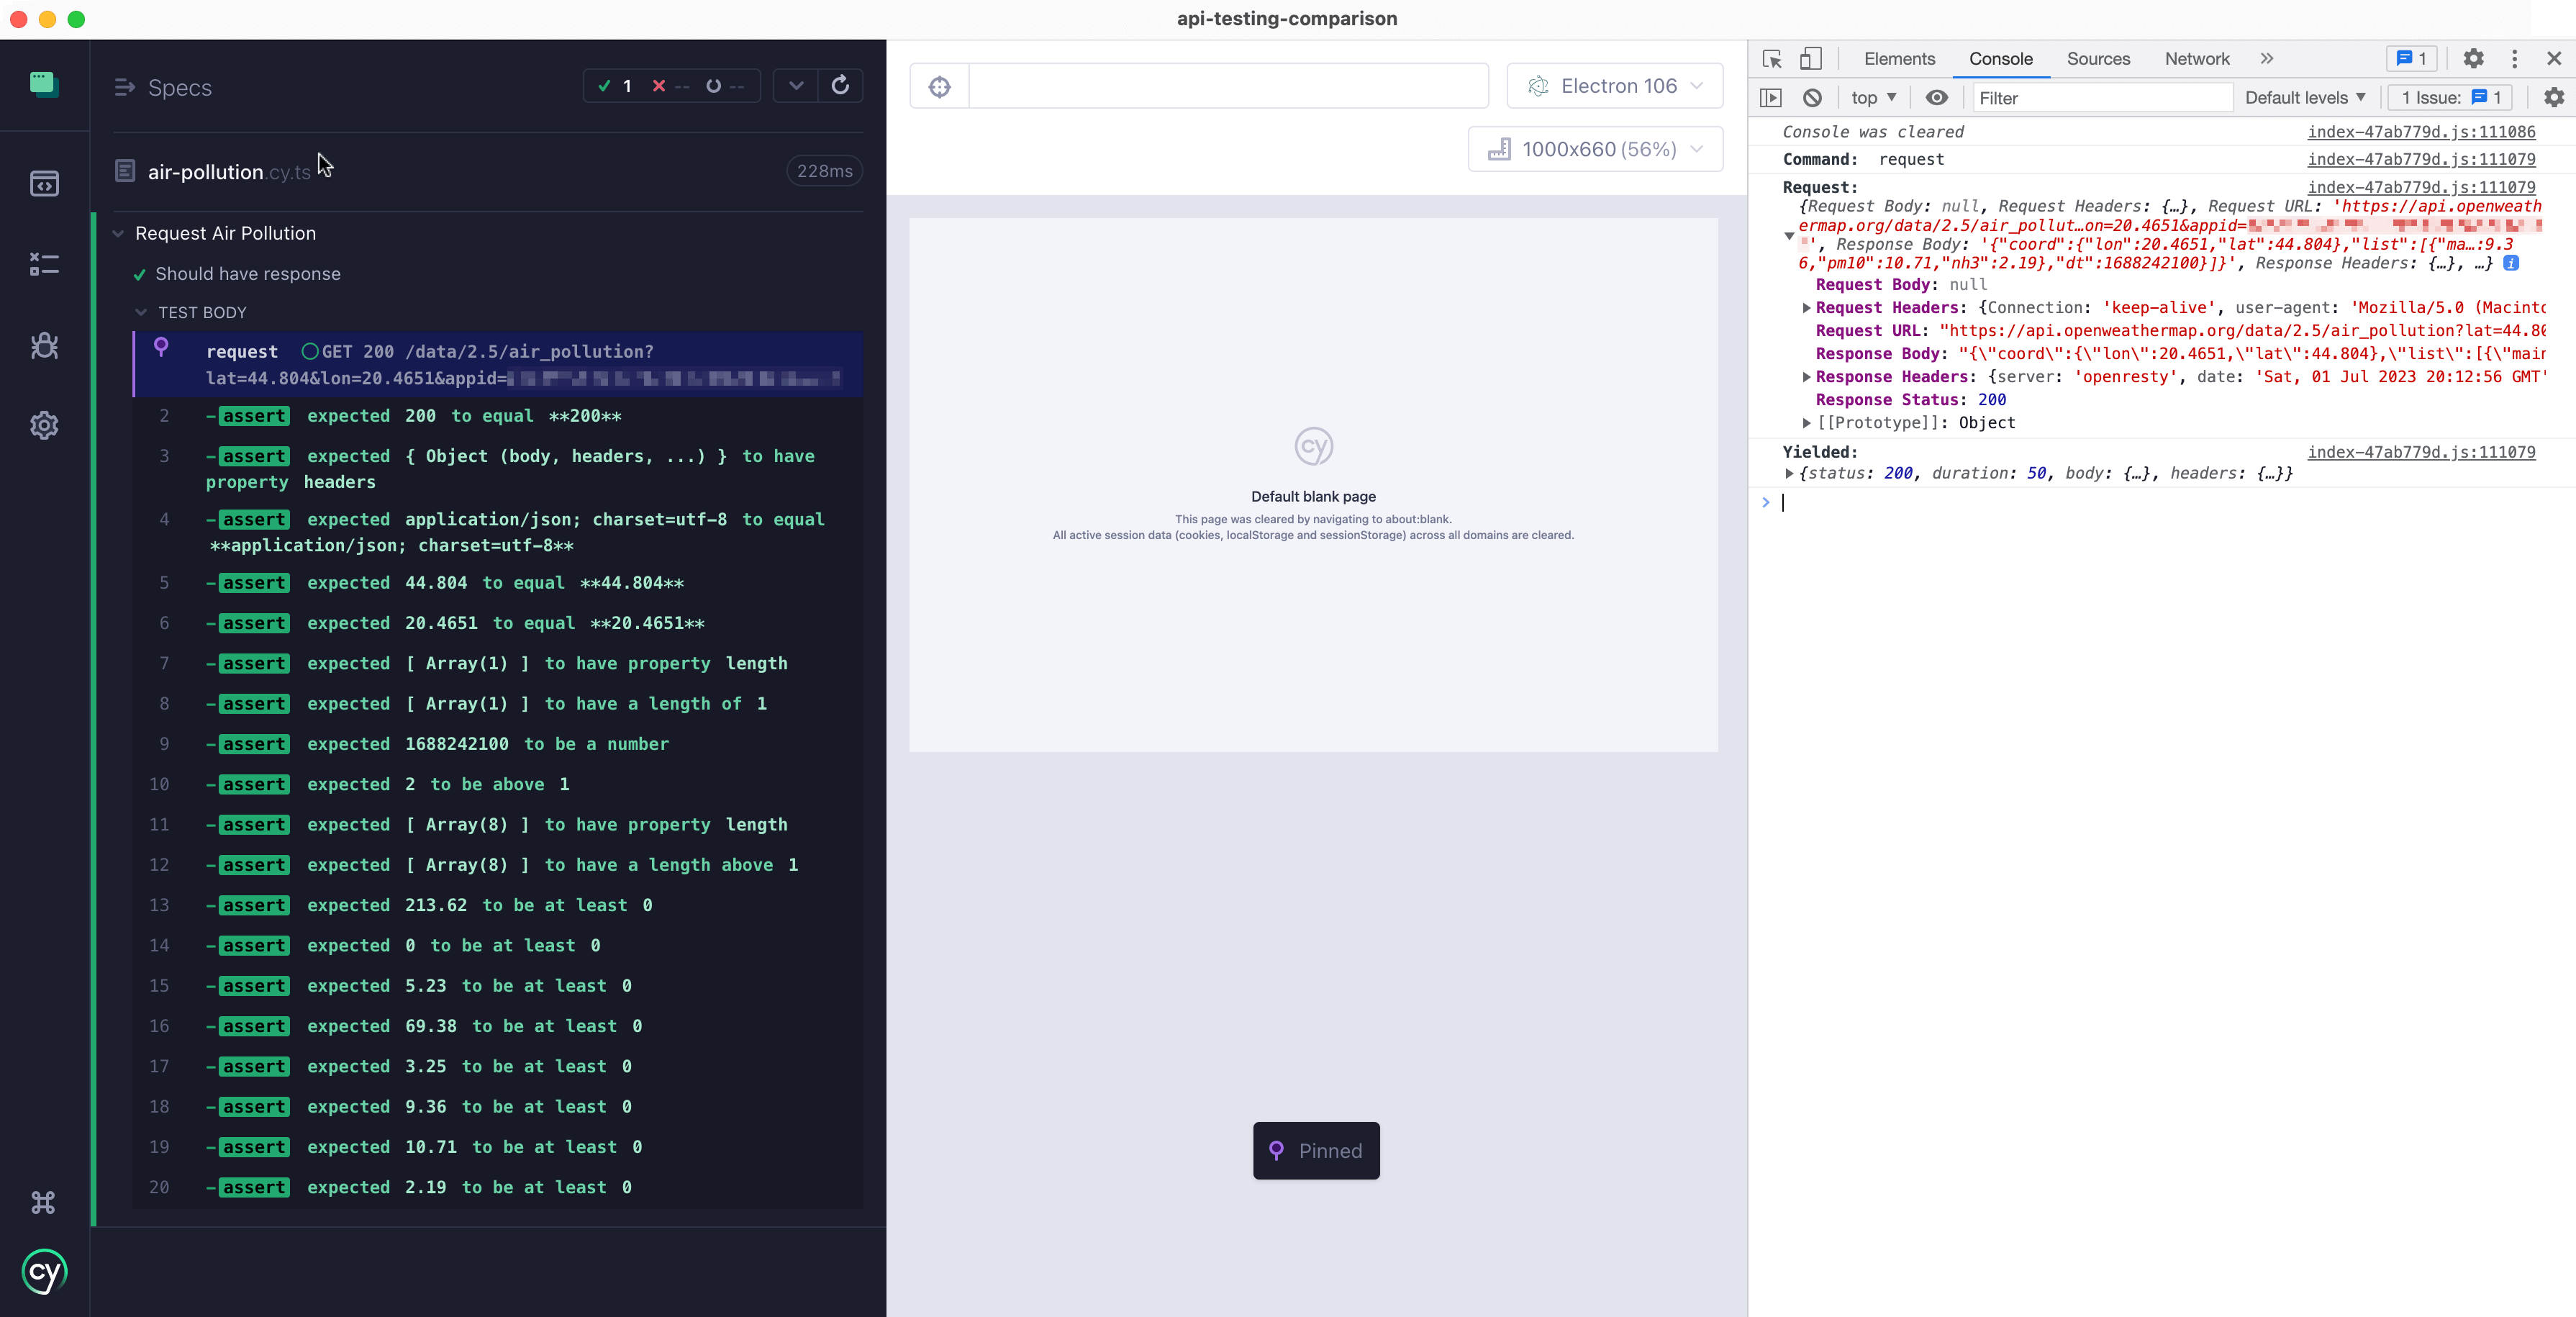 api-testing-comparison
Specs
1 -- --
air-pollution.cy.ts
228ms
Request Air Pollution
Should have response
TEST BODY
request GET 200 /data/2.5/air_pollution?
lat=44.804&lon=20.4651&appid=
2 -assert expected 200 to equal **200**
3 -assert expected { Object (body, headers, ...) } to have
property headers
4 -assert expected application/json; charset=utf-8 to equal
**application/json; charset=utf-8**
5 -assert expected 44.804 to equal **44.804**
6 -assert expected 20.4651 to equal **20.4651**
7 -assert expected [ Array(1) ] to have property length
8 -assert expected [ Array(1) ] to have a length of 1
9 -assert expected 1688242100 to be a number
10 -assert expected 2 to be above 1
11 -assert expected [ Array(8) ] to have property length
12 -assert expected [ Array(8) ] to have a length above 1
13 -assert expected 213.62 to be at least 0
14 -assert expected 0 to be at least 0
15 -assert expected 5.23 to be at least 0
16 -assert expected 69.38 to be at least 0
17 -assert expected 3.25 to be at least 0
18 -assert expected 9.36 to be at least 0
19 -assert expected 10.71 to be at least 0
20 -assert expected 2.19 to be at least 0
cy
Electron 106
1000x660 (56%)
cy
Default blank page
This page was cleared by navigating to about:blank.
All active session data (cookies, localStorage and sessionStorage) across all domains are cleared.
Pinned
Elements Console Sources Network 1
top Filter Default levels 1 Issue: 1
Console was cleared index-47ab779d.js:111086
Command: request index-47ab779d.js:111079
Request: index-47ab779d.js:111079
{Request Body: null, Request Headers: {…}, Request URL: 'https://api.openweath
ermap.org/data/2.5/air_pollut…on=20.4651&appid=
', Response Body: '{"coord":{"lon":20.4651,"lat":44.804},"list":[{"ma…:9.3
6,"pm10":10.71,"nh3":2.19},"dt":1688242100}]}', Response Headers: {…}, …}
Request Body: null
Request Headers: {Connection: 'keep-alive', user-agent: 'Mozilla/5.0 (Macint
Request URL: "https://api.openweathermap.org/data/2.5/air_pollution?lat=44.80
Response Body: "{\"coord\":{\"lon\":20.4651,\"lat\":44.804},\"list\":[{\"main
Response Headers: {server: 'openresty', date: 'Sat, 01 Jul 2023 20:12:56 GMT'
Response Status: 200
[[Prototype]]: Object
Yielded: index-47ab779d.js:111079
{status: 200, duration: 50, body: {…}, headers: {…}}